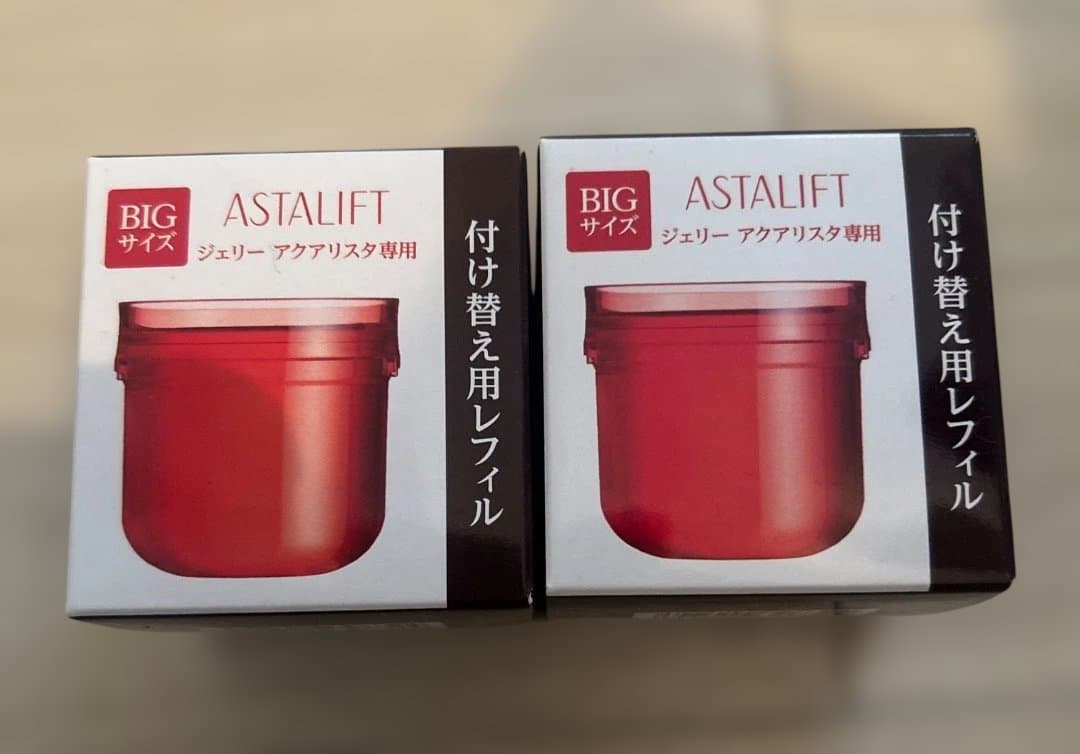 BIG
サイズ
ASTALIFT
ジェリー アクアリスタ専用
付け替え用レフィル
BIG
サイズ
ASTALIFT
ジェリー アクアリスタ専用
付け替え用レフィル